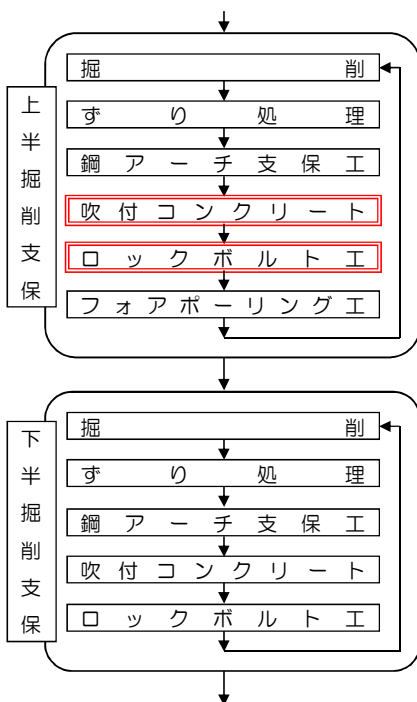 上半掘削支保
掘削
ずり処理
鋼アーチ支保工
吹付コンクリート
ロックボルト工
フォアポーリング工
下半掘削支保
掘削
ずり処理
鋼アーチ支保工
吹付コンクリート
ロックボルト工